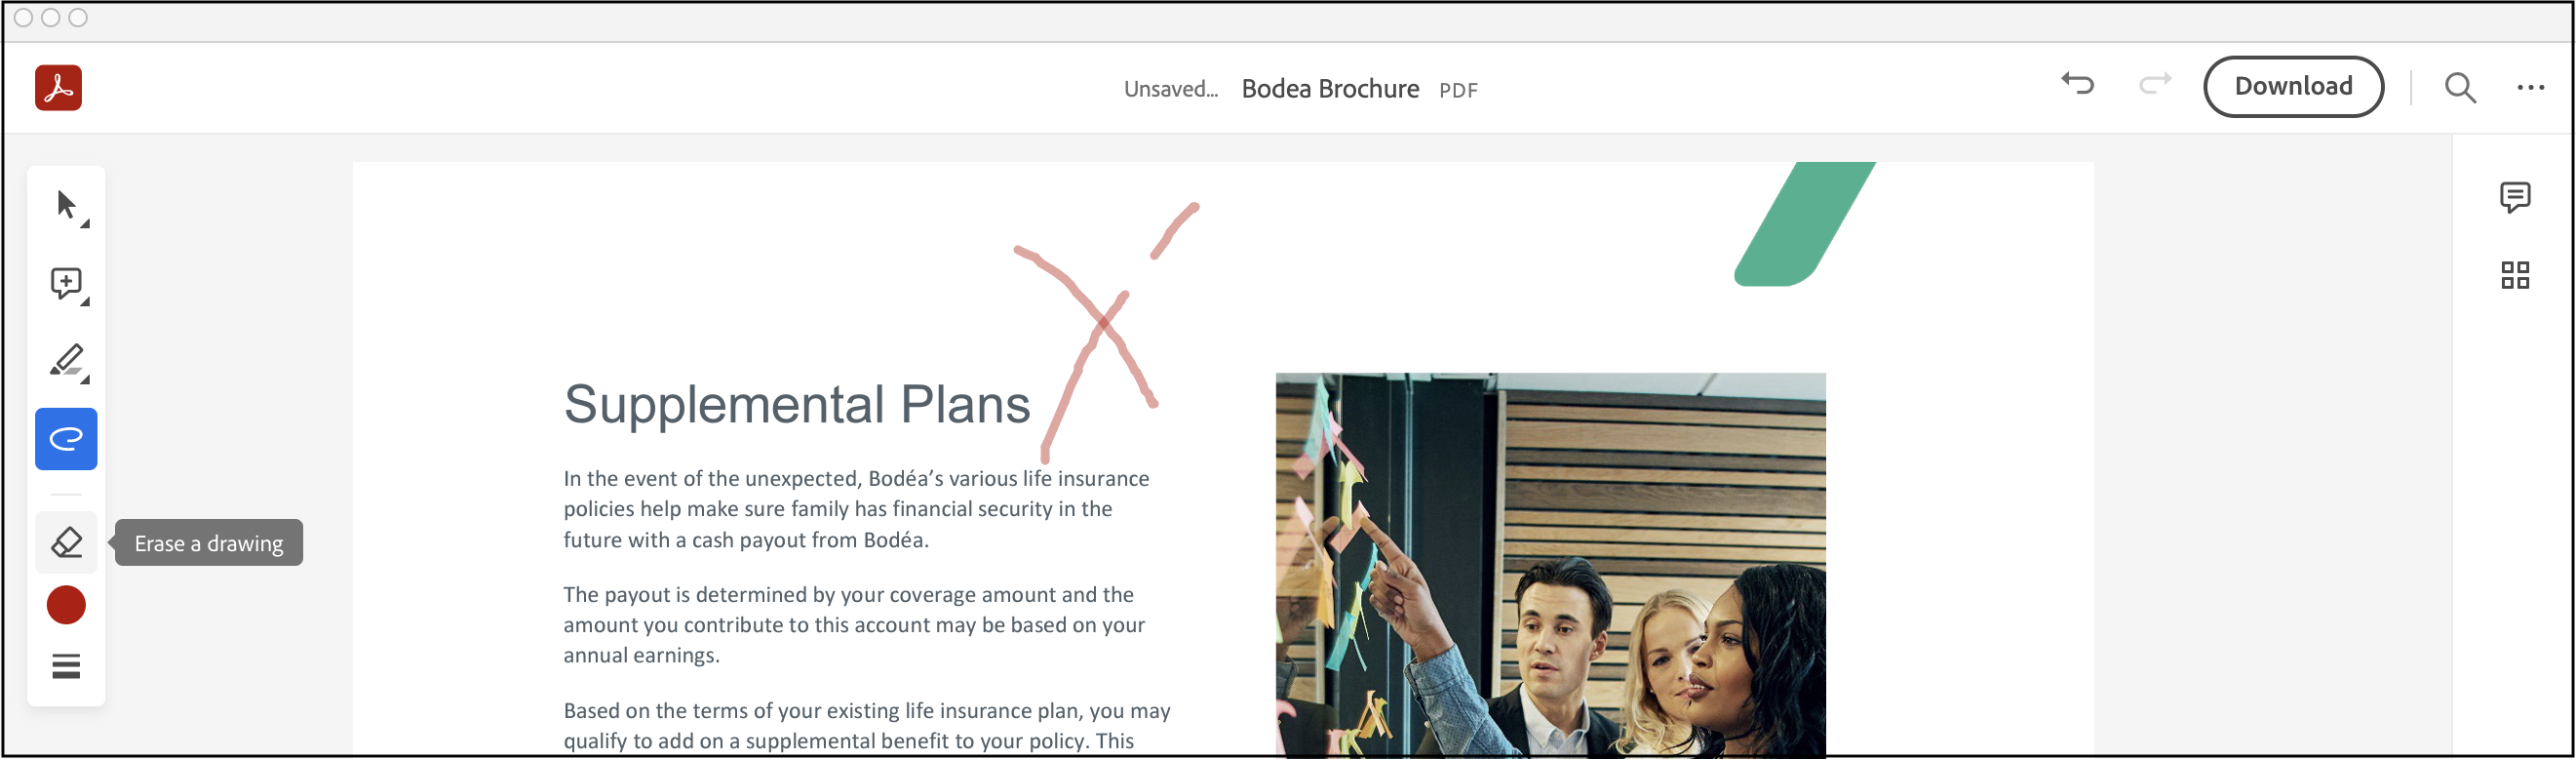 Unsaved... Bodea Brochure PDF
Download
Supplemental Plans
In the event of the unexpected, Bodéa’s various life insurance
policies help make sure family has financial security in the
future with a cash payout from Bodéa.
Erase a drawing
The payout is determined by your coverage amount and the
amount you contribute to this account may be based on your
annual earnings.
Based on the terms of your existing life insurance plan, you may
qualify to add on a supplemental benefit to your policy. This